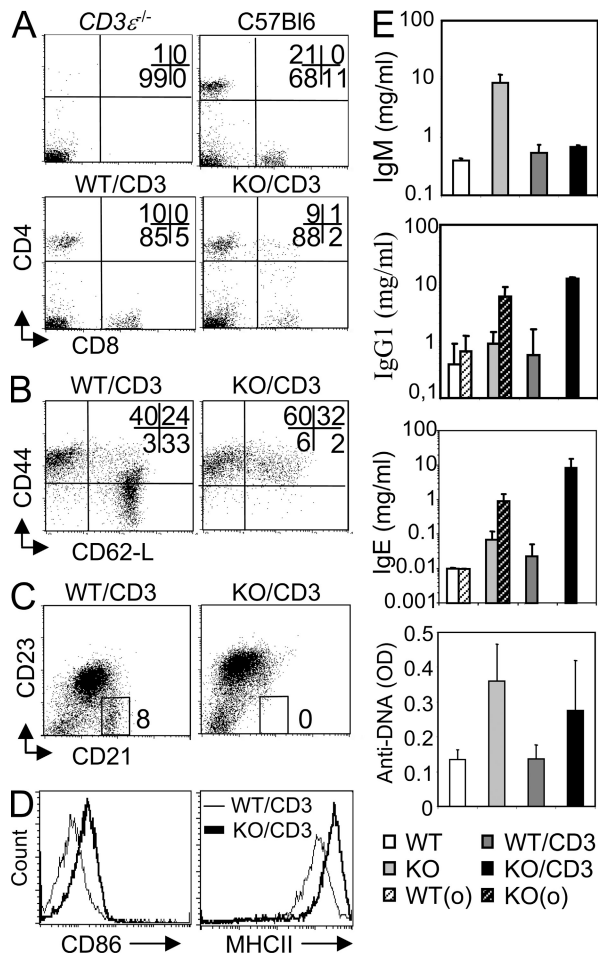 A
CD3ε-/-
C57Bl6
1 0
99 0
21 0
68 11
WT/CD3
KO/CD3
10 0
85 5
9 1
88 2
CD4
CD8
B
WT/CD3
KO/CD3
40 24
3 33
60 32
6 2
CD44
CD62-L
C
WT/CD3
KO/CD3
8
0
CD23
CD21
D
WT/CD3
KO/CD3
Count
CD86
MHCII
E
IgM (mg/ml)
100
10
1
0.1
IgG1 (mg/ml)
100
10
1
0,1
IgE (mg/ml)
100
10
1
0.1
0.01
0.001
Anti-DNA (OD)
0.5
0.4
0.3
0.2
0.1
0
WT
WT/CD3
KO
KO/CD3
WT(o)
KO(o)